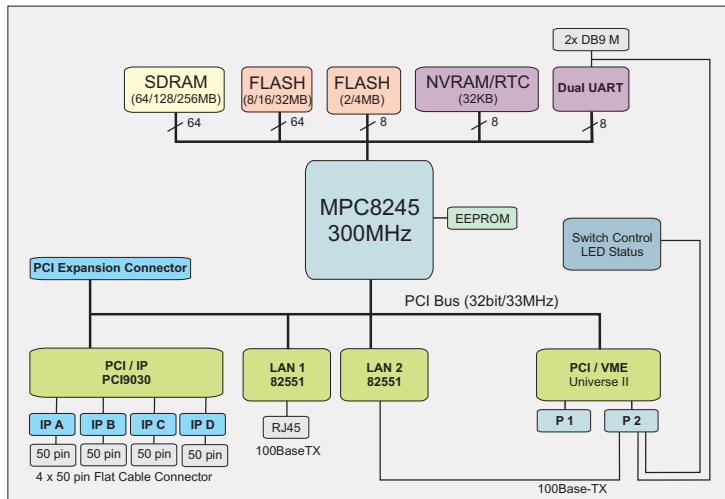 2x DB9 M
SDRAM
(64/128/256MB)
FLASH
(8/16/32MB)
FLASH
(2/4MB)
NVRAM/RTC
(32KB)
Dual UART
64
64
8
8
8
MPC8245
300MHz
EEPROM
Switch Control
LED Status
PCI Expansion Connector
PCI Bus (32bit/33MHz)
PCI / IP
PCI9030
LAN 1
82551
LAN 2
82551
PCI / VME
Universe II
IP A
IP B
IP C
IP D
RJ45
P 1
P 2
50 pin
50 pin
50 pin
50 pin
100BaseTX
4 x 50 pin Flat Cable Connector
100Base-TX